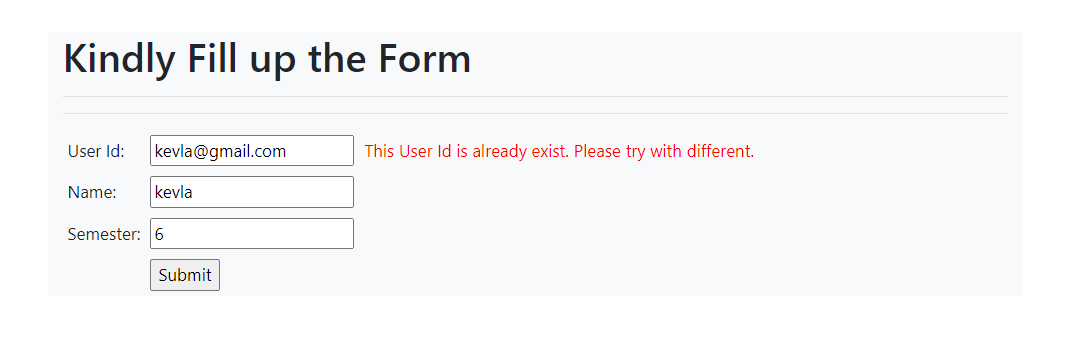 Kindly Fill up the Form
User Id: kevla@gmail.com This User Id is already exist. Please try with different.
Name: kevla
Semester: 6
Submit